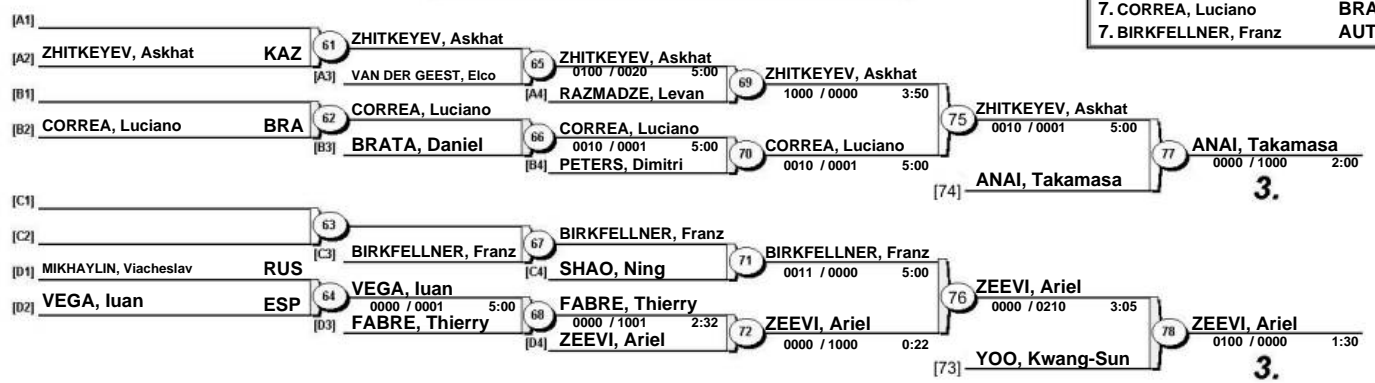 7. CORREA, Luciano BRA
7. BIRKFELLNER, Franz AUT
[A1]
[A2] ZHITKEYEV, Askhat KAZ
61 ZHITKEYEV, Askhat
[A3] VAN DER GEEST, Elco
65 ZHITKEYEV, Askhat
0100 / 0020 5:00
[A4] RAZMADZE, Levan
69 ZHITKEYEV, Askhat
1000 / 0000 3:50
[B1]
[B2] CORREA, Luciano BRA
62 CORREA, Luciano
[B3] BRATA, Daniel
66 CORREA, Luciano
0010 / 0001 5:00
[B4] PETERS, Dimitri
70 CORREA, Luciano
0010 / 0001 5:00
75 ZHITKEYEV, Askhat
0010 / 0001 5:00
[74] ANAI, Takamasa
77 ANAI, Takamasa
0000 / 1000 2:00
3.
[C1]
[C2]
63
[C3] BIRKFELLNER, Franz
67 BIRKFELLNER, Franz
[C4] SHAO, Ning
71 BIRKFELLNER, Franz
0011 / 0000 5:00
[D1] MIKHAYLIN, Viacheslav RUS
[D2] VEGA, Iuan ESP
64 VEGA, Iuan
0000 / 0001 5:00
[D3] FABRE, Thierry
68 FABRE, Thierry
0000 / 1001 2:32
[D4] ZEEVI, Ariel
72 ZEEVI, Ariel
0000 / 1000 0:22
76 ZEEVI, Ariel
0000 / 0210 3:05
[73] YOO, Kwang-Sun
78 ZEEVI, Ariel
0100 / 0000 1:30
3.